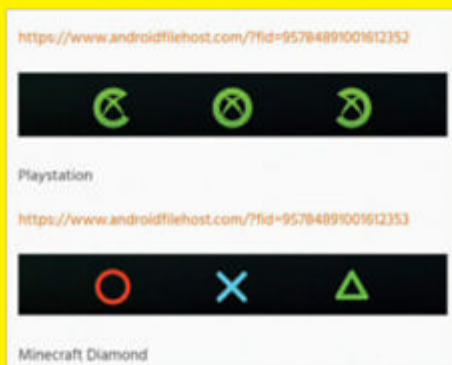 https://www.androidfilehost.com/?fid=95784891001612352
Playstation
https://www.androidfilehost.com/?fid=95784891001612353
Minecraft Diamond